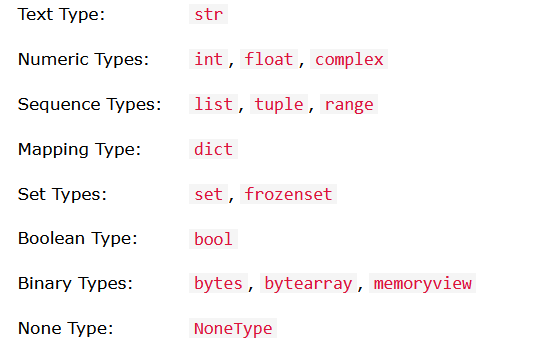 Text Type: str
Numeric Types: int, float, complex
Sequence Types: list, tuple, range
Mapping Type: dict
Set Types: set, frozenset
Boolean Type: bool
Binary Types: bytes, bytearray, memoryview
None Type: NoneType